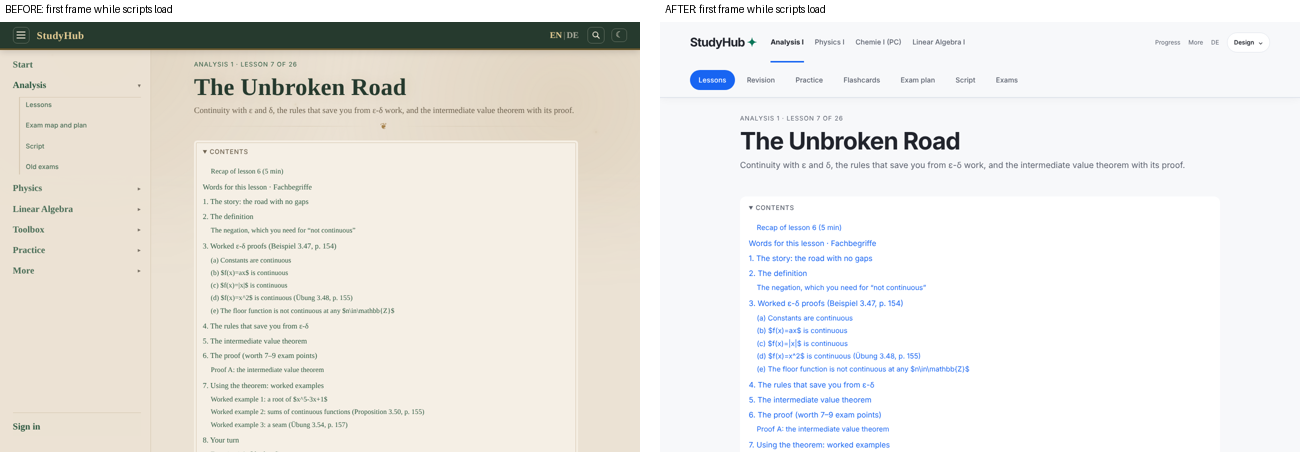 BEFORE: first frame while scripts load
StudyHub
EN | DE
Start
Analysis
Lessons
Exam map and plan
Script
Old exams
Physics
Linear Algebra
Toolbox
Practice
More
Sign in
ANALYSIS 1 · LESSON 7 OF 26
The Unbroken Road
Continuity with ε and δ, the rules that save you from ε-δ work, and the intermediate value theorem with its proof.
▾ CONTENTS
Recap of lesson 6 (5 min)
Words for this lesson · Fachbegriffe
1. The story: the road with no gaps
2. The definition
The negation, which you need for “not continuous”
3. Worked ε-δ proofs (Beispiel 3.47, p. 154)
(a) Constants are continuous
(b) $f(x)=ax$ is continuous
(c) $f(x)=|x|$ is continuous
(d) $f(x)=x^2$ is continuous (Übung 3.48, p. 155)
(e) The floor function is not continuous at any $n\in\mathbb{Z}$
4. The rules that save you from ε-δ
5. The intermediate value theorem
6. The proof (worth 7–9 exam points)
Proof A: the intermediate value theorem
7. Using the theorem: worked examples
Worked example 1: a root of $x^5-3x+1$
Worked example 2: sums of continuous functions (Proposition 3.50, p. 155)
Worked example 3: a seam (Übung 3.54, p. 157)
8. Your turn
AFTER: first frame while scripts load
StudyHub
Analysis I Physics I Chemie I (PC) Linear Algebra I
Progress More DE Design
Lessons Revision Practice Flashcards Exam plan Script Exams
ANALYSIS 1 · LESSON 7 OF 26
The Unbroken Road
Continuity with ε and δ, the rules that save you from ε-δ work, and the intermediate value theorem with its proof.
▾ CONTENTS
Recap of lesson 6 (5 min)
Words for this lesson · Fachbegriffe
1. The story: the road with no gaps
2. The definition
The negation, which you need for “not continuous”
3. Worked ε-δ proofs (Beispiel 3.47, p. 154)
(a) Constants are continuous
(b) $f(x)=ax$ is continuous
(c) $f(x)=|x|$ is continuous
(d) $f(x)=x^2$ is continuous (Übung 3.48, p. 155)
(e) The floor function is not continuous at any $n\in\mathbb{Z}$
4. The rules that save you from ε-δ
5. The intermediate value theorem
6. The proof (worth 7–9 exam points)
Proof A: the intermediate value theorem
7. Using the theorem: worked examples